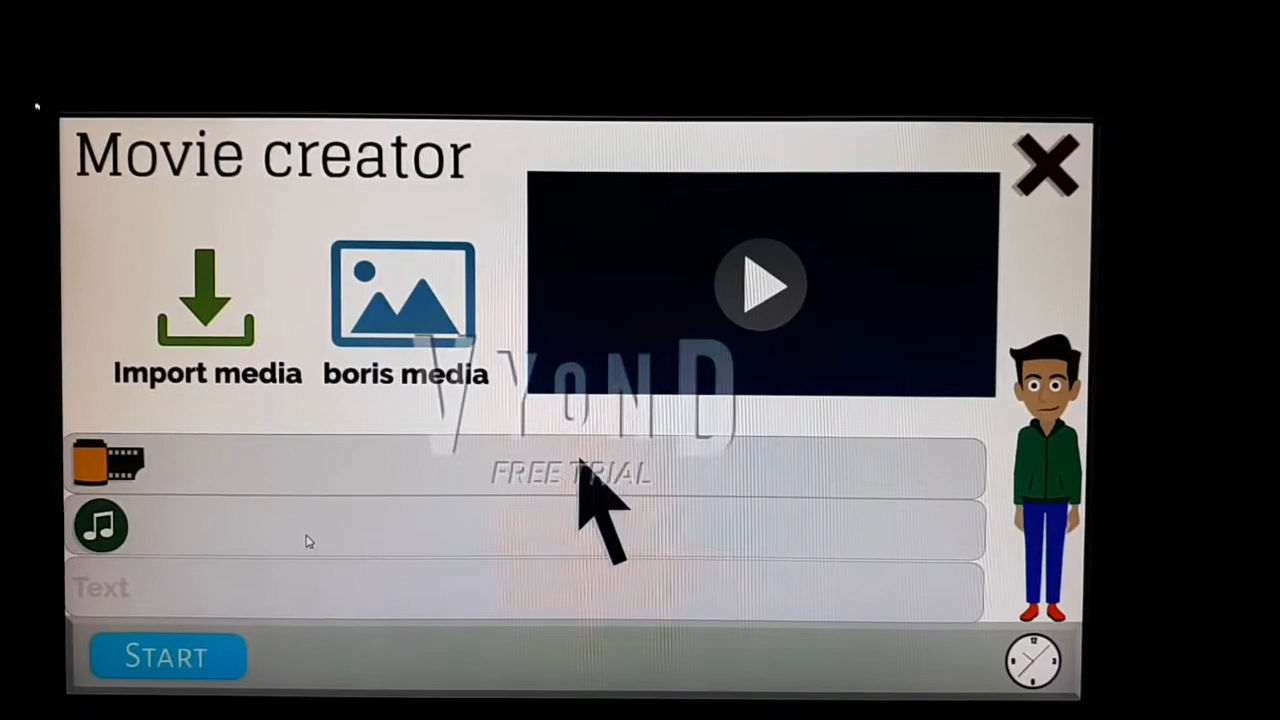 Movie creator
Import media
boris media
VYOND
FREE TRIAL
Text
START